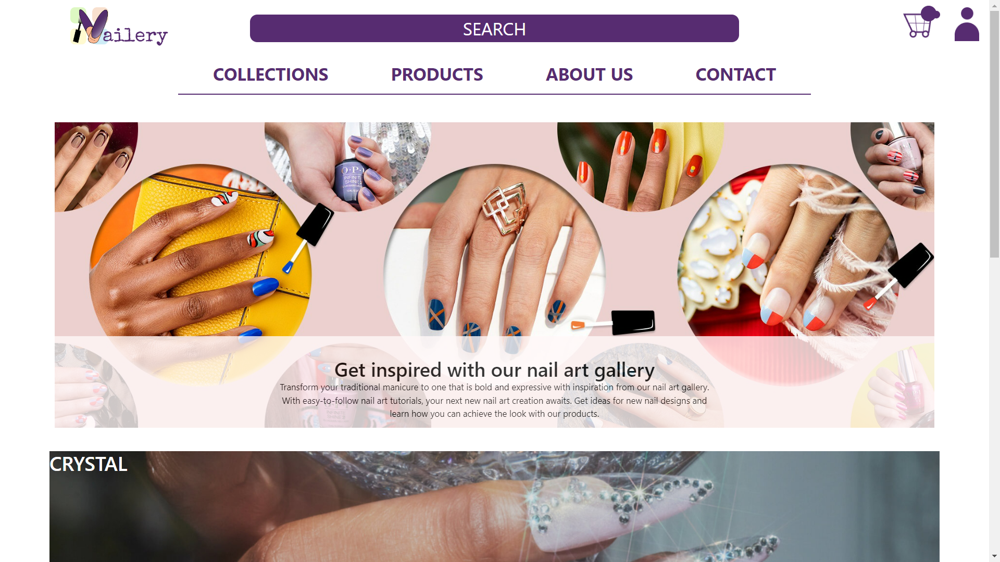 Nailery
SEARCH
COLLECTIONS PRODUCTS ABOUT US CONTACT
O·P·I
INFINITE
SHINE
Get inspired with our nail art gallery
Transform your traditional manicure to one that is bold and expressive with inspiration from our nail art gallery.
With easy-to-follow nail art tutorials, your next new nail art creation awaits. Get ideas for new nail designs and
learn how you can achieve the look with our products.
INFINITE
SHINE
CRYSTAL